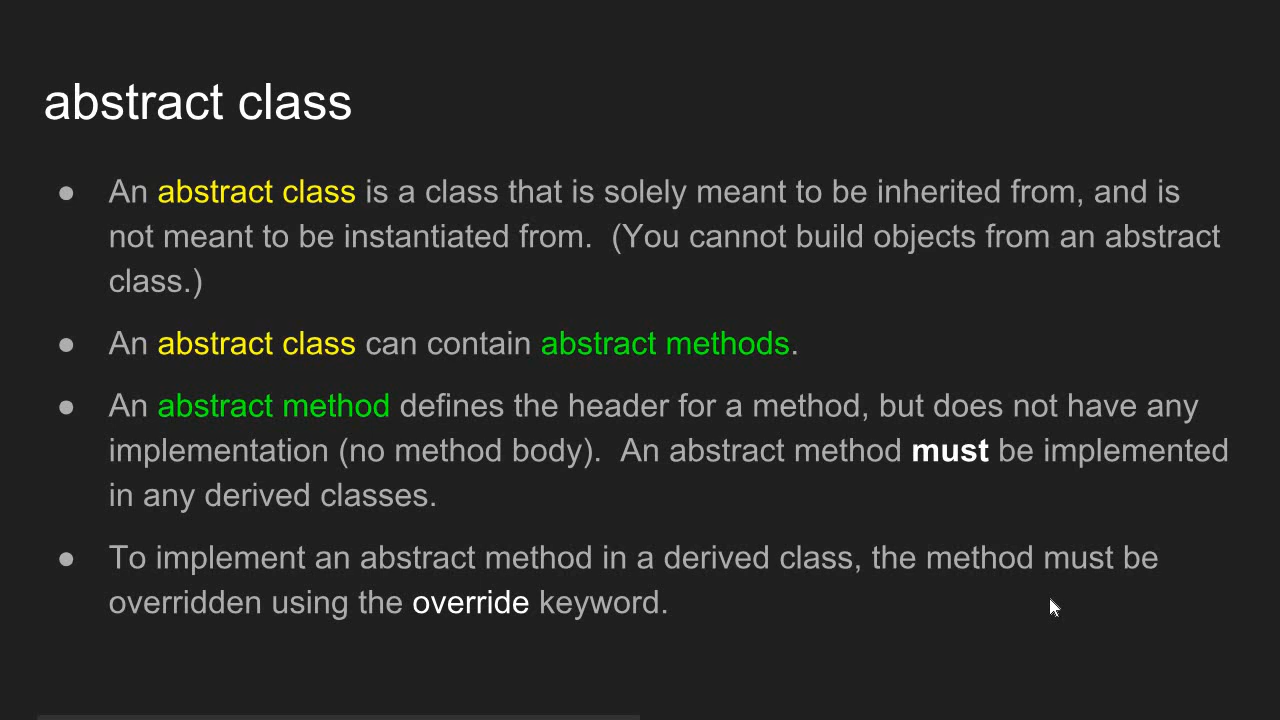 abstract class
● An abstract class is a class that is solely meant to be inherited from, and is
not meant to be instantiated from.  (You cannot build objects from an abstract
class.)
● An abstract class can contain abstract methods.
● An abstract method defines the header for a method, but does not have any
implementation (no method body).  An abstract method must be implemented
in any derived classes.
● To implement an abstract method in a derived class, the method must be
overridden using the override keyword.